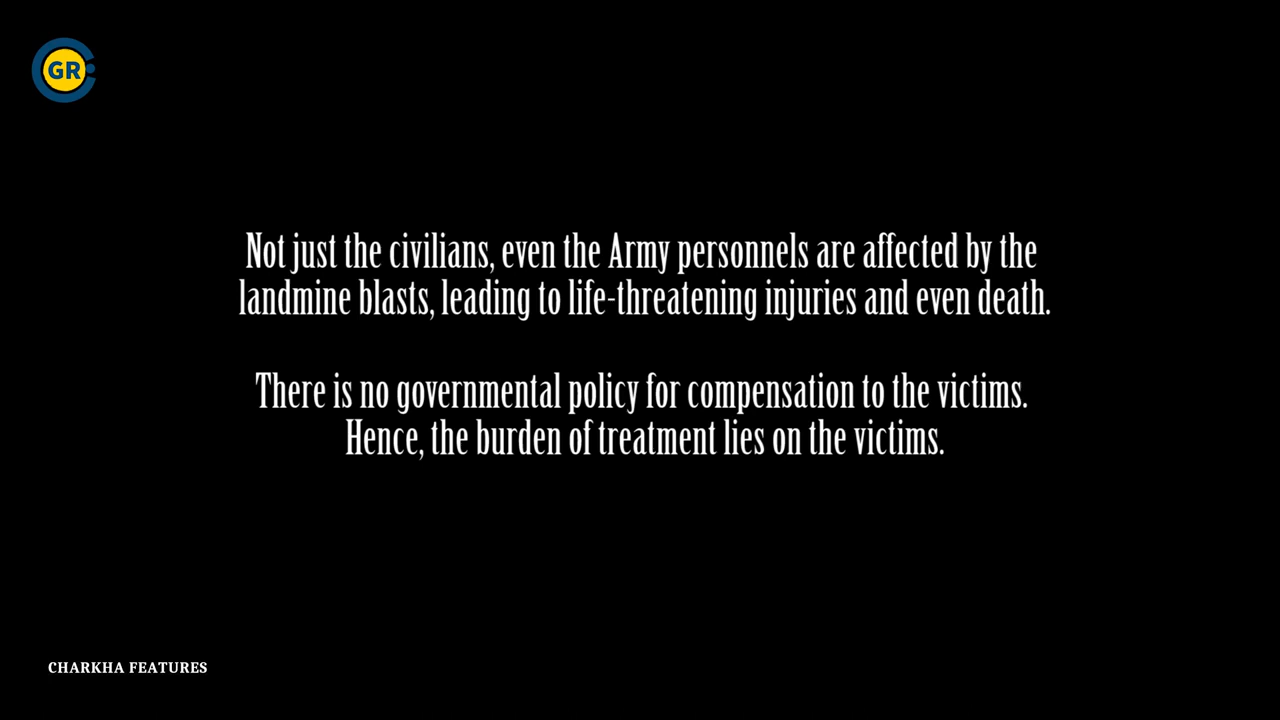 GR
Not just the civilians, even the Army personnels are affected by the
landmine blasts, leading to life-threatening injuries and even death.
There is no governmental policy for compensation to the victims.
Hence, the burden of treatment lies on the victims.
CHARKHA FEATURES